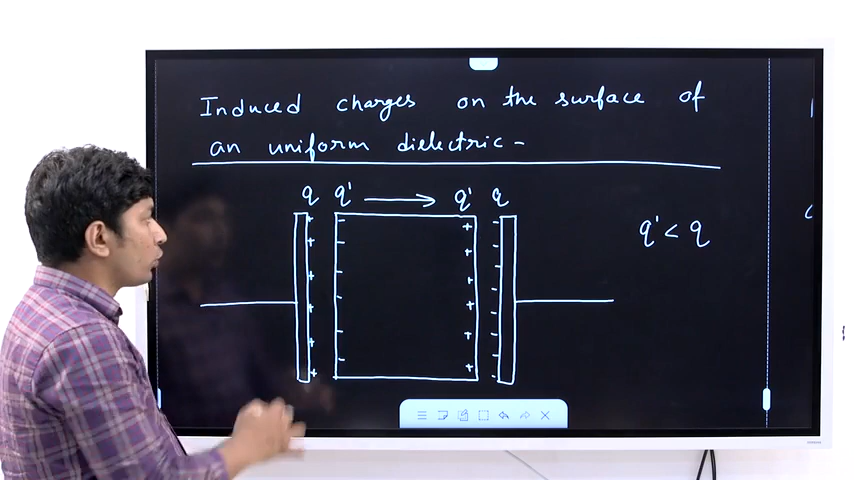 Induced charges on the surface of
an uniform dielectric -
q q' → q' q
q' < q